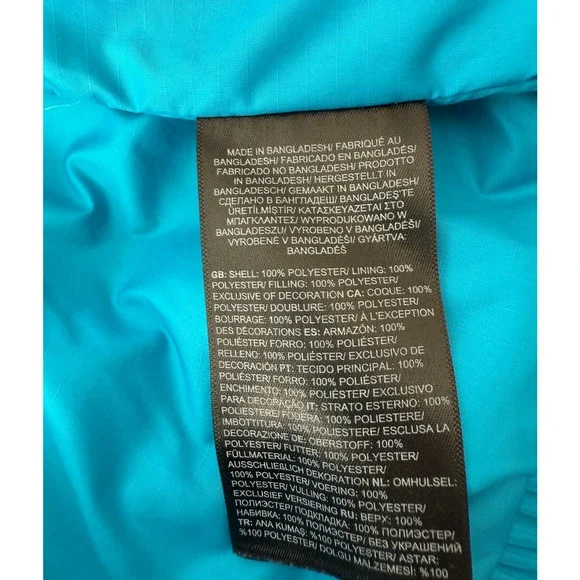 MADE IN BANGLADESH/ FABRIQUÉ AU
BANGLADESH/ FABRICADO EN BANGLADÉS/
FABRICADO NO BANGLADESH/ PRODOTTO
IN BANGLADESH/ HERGESTELLT IN
BANGLADESCH/ GEMAAKT IN BANGLADESH/
СДЕЛАНО В БАНГЛАДЕШ/ BANGLADEŞ'TE
ÜRETİLMİŞTİR/ ΚΑΤΑΣΚΕΥΑΖΕΤΑΙ ΣΤΟ
ΜΠΑΓΚΛΑΝΤΕΣ/ WYPRODUKOWANO W
BANGLADESZU/ VYROBENO V BANGLADÉŠI/
VYROBENÉ V BANGLADÉŠI/ GYÁRTVA:
BANGLADÉS
GB: SHELL: 100% POLYESTER/ LINING: 100%
POLYESTER/ FILLING: 100% POLYESTER/
EXCLUSIVE OF DECORATION CA: COQUE: 100%
POLYESTER/ DOUBLURE: 100% POLYESTER/
BOURRAGE: 100% POLYESTER/ À L'EXCEPTION
DES DÉCORATIONS ES: ARMAZÓN: 100%
POLIÉSTER/ FORRO: 100% POLIÉSTER/
RELLENO: 100% POLIÉSTER/ EXCLUSIVO DE
DECORACIÓN PT: TECIDO PRINCIPAL: 100%
POLIÉSTER/ FORRO: 100% POLIÉSTER/
ENCHIMENTO: 100% POLIÉSTER/ EXCLUSIVO
PARA DECORAÇÃO IT: STRATO ESTERNO: 100%
POLIESTERE/ FODERA: 100% POLIESTERE/
IMBOTTITURA: 100% POLIESTERE/ ESCLUSA LA
DECORAZIONE DE: OBERSTOFF: 100%
POLYESTER/ FUTTER: 100% POLYESTER/
FÜLLMATERIAL: 100% POLYESTER/
AUSSCHLIEßLICH DEKORATION NL: OMHULSEL:
100% POLYESTER/ VOERING: 100%
POLYESTER/ VULLING: 100% POLYESTER/
EXCLUSIEF VERSIERING RU: ВЕРХ: 100%
ПОЛИЭСТЕР/ ПОДКЛАДКА: 100% ПОЛИЭСТЕР/
НАБИВКА: 100% ПОЛИЭСТЕР/ БЕЗ УКРАШЕНИЙ
TR: ANA KUMAŞ: %100 POLYESTER/ ASTAR:
%100 POLYESTER/ DOLGU MALZEMESI: %100